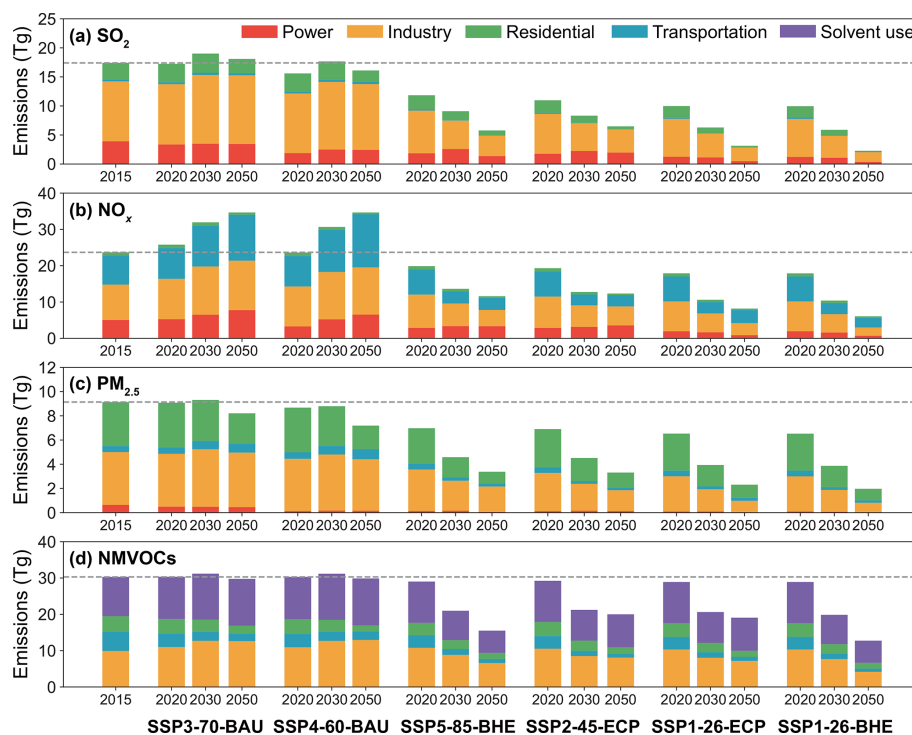 Power Industry Residential Transportation Solvent use
(a) SO2
Emissions (Tg)
25
20
15
10
5
0
2015 2020 2030 2050 2020 2030 2050 2020 2030 2050 2020 2030 2050 2020 2030 2050 2020 2030 2050
(b) NOx
Emissions (Tg)
40
30
20
10
0
2015 2020 2030 2050 2020 2030 2050 2020 2030 2050 2020 2030 2050 2020 2030 2050 2020 2030 2050
(c) PM2.5
Emissions (Tg)
12
10
8
6
4
2
0
2015 2020 2030 2050 2020 2030 2050 2020 2030 2050 2020 2030 2050 2020 2030 2050 2020 2030 2050
(d) NMVOCs
Emissions (Tg)
40
30
20
10
0
2015 2020 2030 2050 2020 2030 2050 2020 2030 2050 2020 2030 2050 2020 2030 2050 2020 2030 2050
SSP3-70-BAU SSP4-60-BAU SSP5-85-BHE SSP2-45-ECP SSP1-26-ECP SSP1-26-BHE